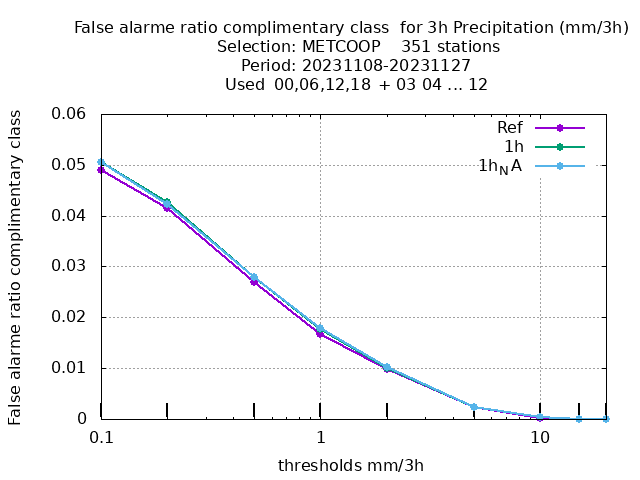 False alarme ratio complimentary class  for 3h Precipitation (mm/3h)
Selection: METCOOP    351 stations
Period: 20231108-20231127
Used  00,06,12,18 + 03 04 ... 12
False alarme ratio complimentary class
0.06
0.05
0.04
0.03
0.02
0.01
0
Ref
1h
1hNA
0.1
1
10
thresholds mm/3h